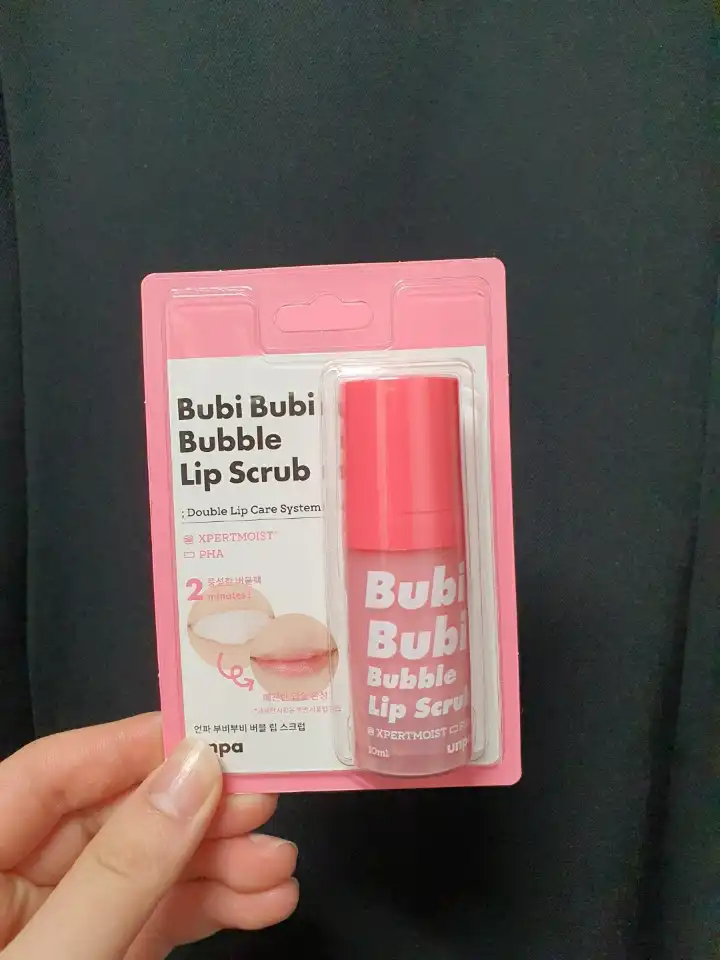 Bubi Bubi
Bubble
Lip Scrub
; Double Lip Care System
XPERTMOIST
PHA
2
minutes!
언파 부비부비 버블 립 스크럽
Bubi
Bubi
Bubble
Lip Scru
XPERTMOIST
10ml
unpa